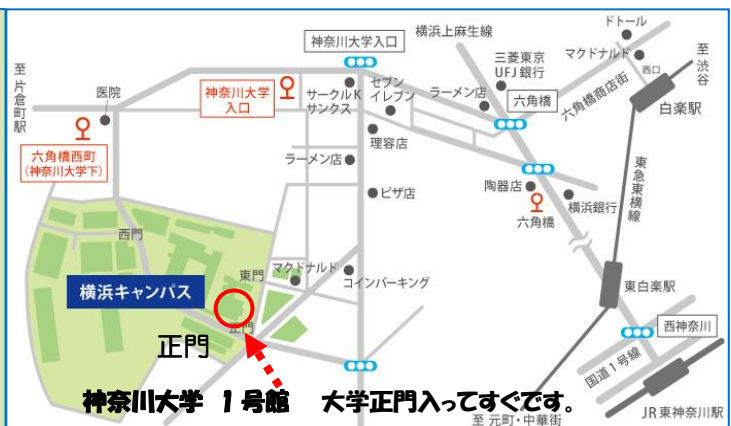 ドトール
神奈川大学入口
横浜上麻生線
三菱東京
UFJ銀行
マクドナルド
西口
至
渋谷
至
片倉町駅
医院
神奈川大学
入口
サークルK
サンクス
セブン
イレブン
ラーメン店
六角橋
六角橋商店街
白楽駅
六角橋西町
(神奈川大学下)
理容店
ラーメン店
ピザ店
陶器店
六角橋
横浜銀行
東急東横線
西門
東門
マクドナルド
コインパーキング
横浜キャンパス
正門
正門
東白楽駅
西神奈川
国道1号線
神奈川大学 1号館 大学正門入ってすぐです。
至 元町・中華街
JR東神奈川駅